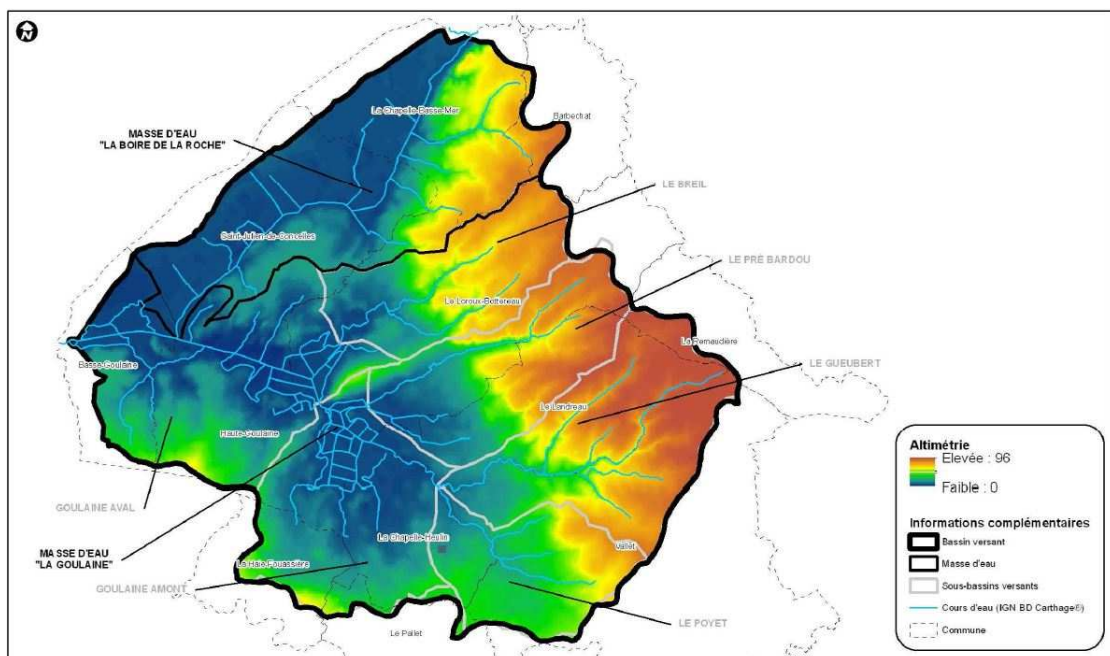 N
La Chapelle-Basse-Mer
Barbechat
MASSE D'EAU
"LA BOIRE DE LA ROCHE"
LE BREIL
Saint-Julien-de-Concelles
LE PRÉ BARDOU
Le Loroux-Bottereau
La Remaudière
Basse-Goulaine
LE GUEUBERT
Le Landreau
Haute-Goulaine
GOULAINE AVAL
MASSE D'EAU
"LA GOULAINE"
La Chapelle-Heulin
Vallet
La Haie-Fouassière
GOULAINE AMONT
LE POYET
Le Pallet
Altimétrie
Elevée : 96
Faible : 0
Informations complémentaires
Bassin versant
Masse d'eau
Sous-bassins versants
Cours d'eau (IGN BD Carthage®)
Commune